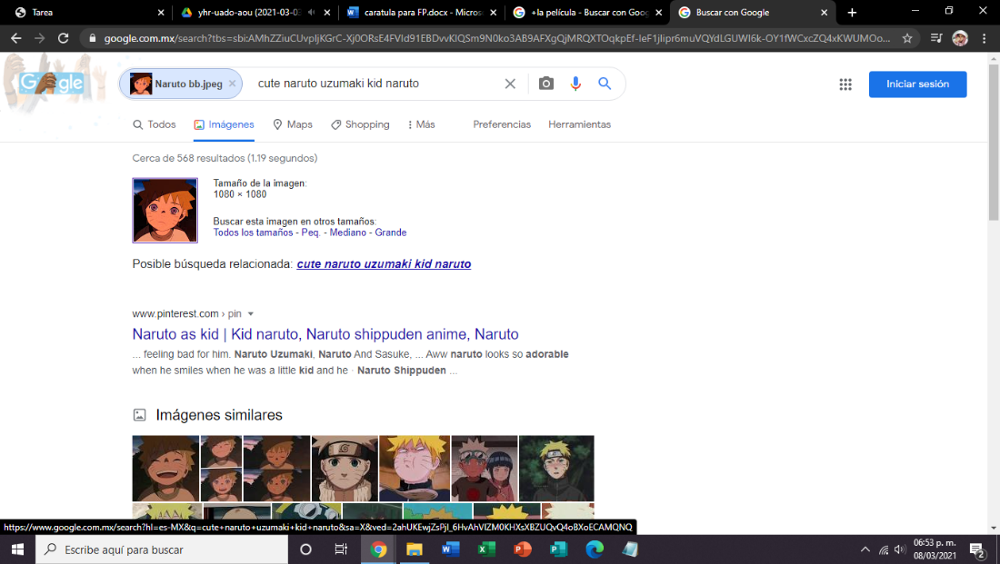 Tarea
yhr-uado-aou (2021-03-0
caratula para FP.docx - Micros
+la película - Buscar con Goog
Buscar con Google
google.com.mx/search?tbs=sbi:
Google
Naruto bb.jpeg
cute naruto uzumaki kid naruto
Iniciar sesión
Todos
Imágenes
Maps
Shopping
Más
Preferencias
Herramientas
Cerca de 568 resultados (1.19 segundos)
Tamaño de la imagen:
1080 × 1080
Buscar esta imagen en otros tamaños:
Todos los tamaños - Peq. - Mediano - Grande
Posible búsqueda relacionada: cute naruto uzumaki kid naruto
www.pinterest.com › pin
Naruto as kid | Kid naruto, Naruto shippuden anime, Naruto
... feeling bad for him. Naruto Uzumaki, Naruto And Sasuke, ... Aww naruto looks so adorable
when he smiles when he was a little kid and he · Naruto Shippuden ...
Imágenes similares
https://www.google.com.mx/search?hl=es-MX&q=cute+naruto+uzumaki+kid+naruto&sa=X&ved=
Escribe aquí para buscar
06:53 p. m.
08/03/2021
2